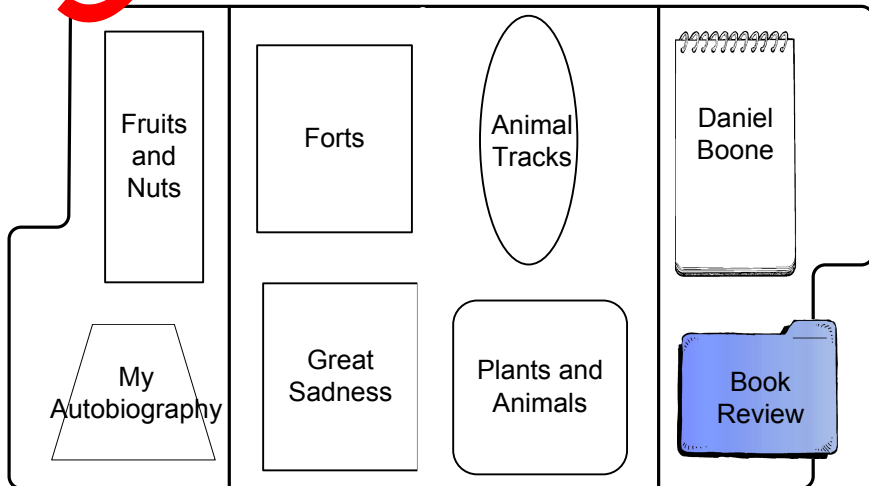 Fruits
and
Nuts
Forts
Animal
Tracks
Daniel
Boone
My
Autobiography
Great
Sadness
Plants and
Animals
Book
Review